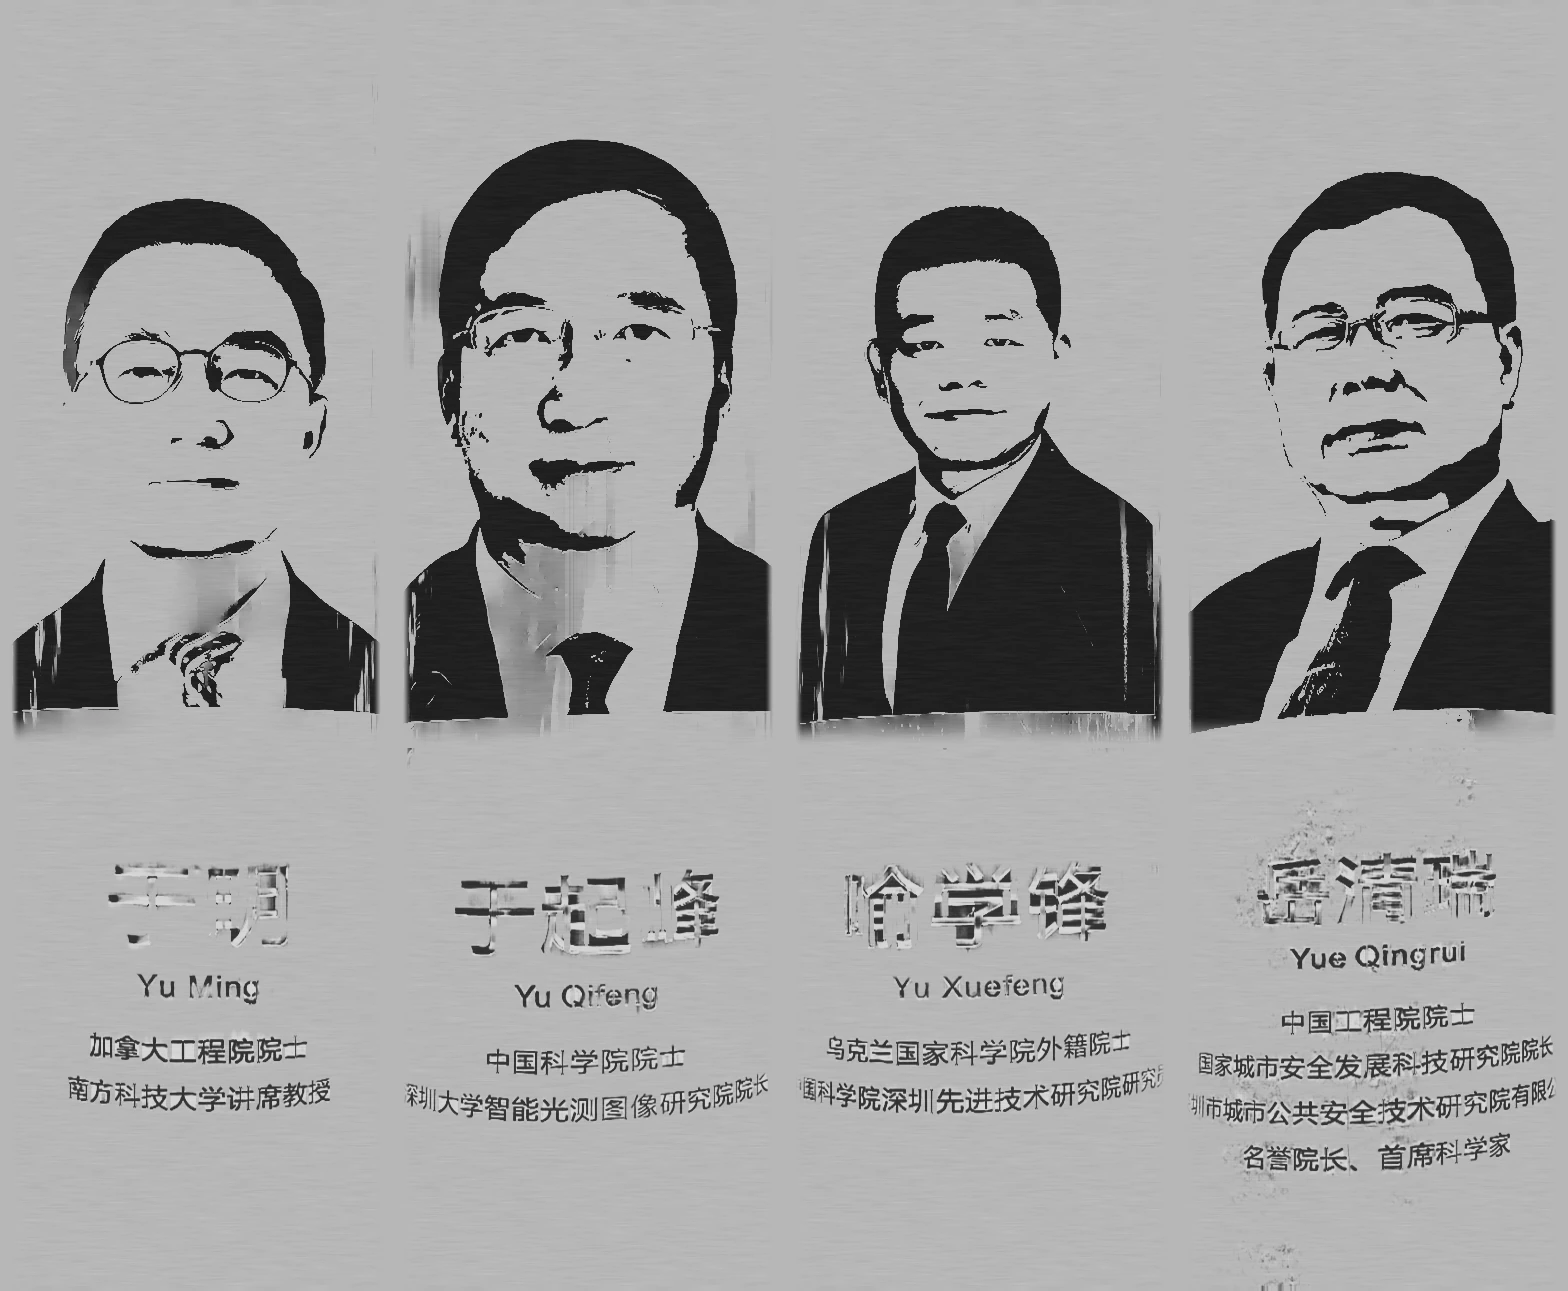 于明
Yu Ming
加拿大工程院院士
南方科技大学讲席教授
于起峰
Yu Qifeng
中国科学院院士
深圳大学智能光测图像研究院院长
喻学锋
Yu Xuefeng
乌克兰国家科学院外籍院士
国科学院深圳先进技术研究院研究
岳清瑞
Yue Qingrui
中国工程院院士
国家城市安全发展科技研究院院长
圳市城市公共安全技术研究院有限公
名誉院长、首席科学家